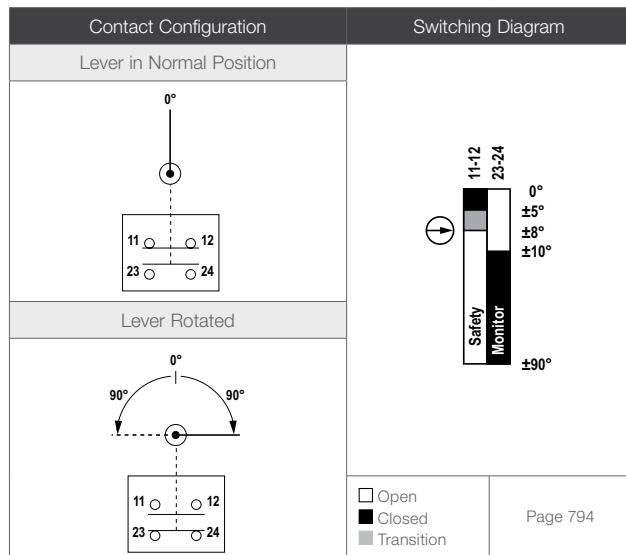 Contact Configuration
Switching Diagram
Lever in Normal Position
0°
11 12
23 24
Lever Rotated
0°
90° 90°
11 12
23 24
11-12 23-24
0°
±5°
±8°
±10°
±90°
Safety
Monitor
Open
Closed
Transition
Page 794